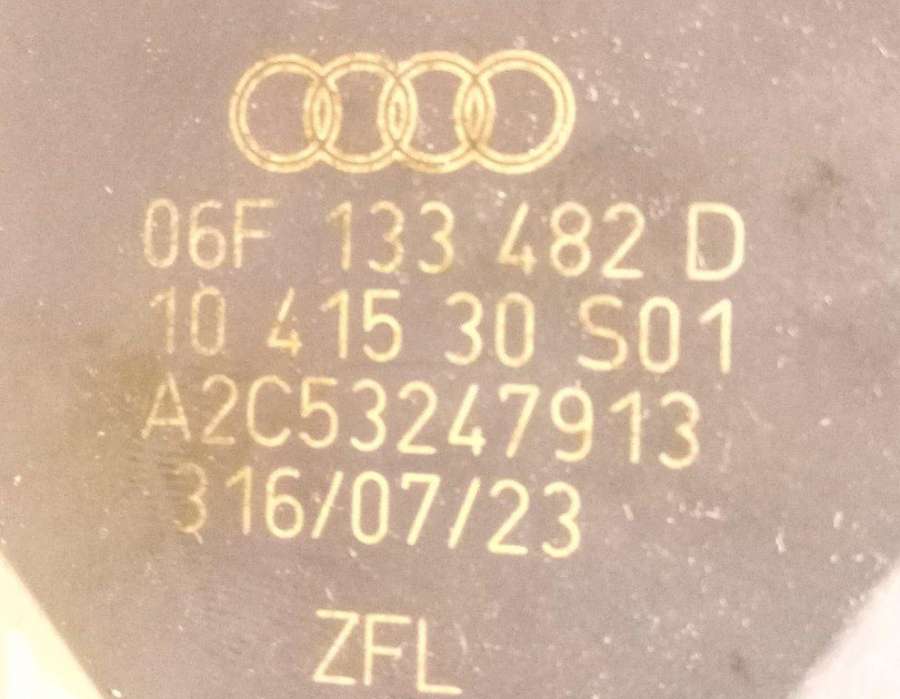 06F 133 482 D
10 415 30 S01
A2C53247913
316/07/23
ZFL